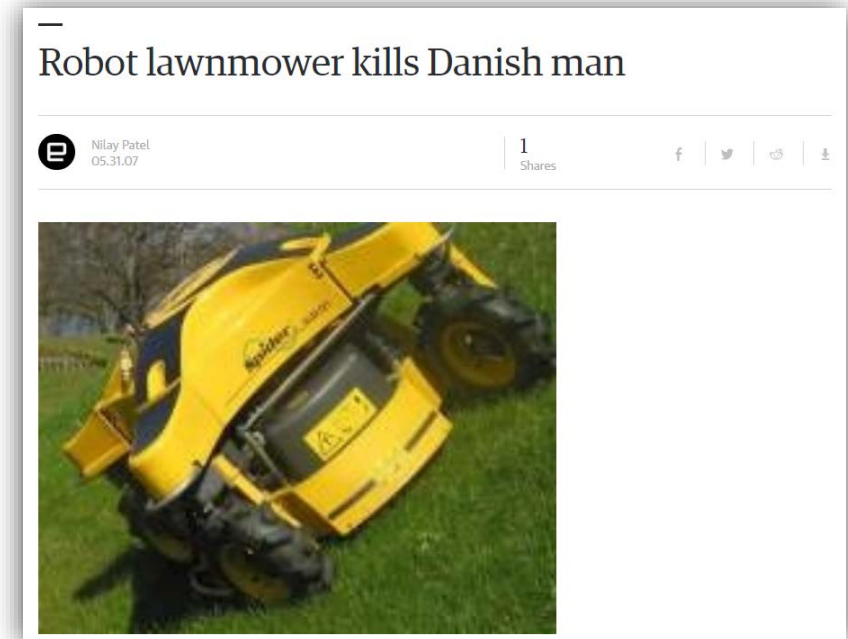 Robot lawnmower kills Danish man
e
Nilay Patel
05.31.07
1
Shares
Spider